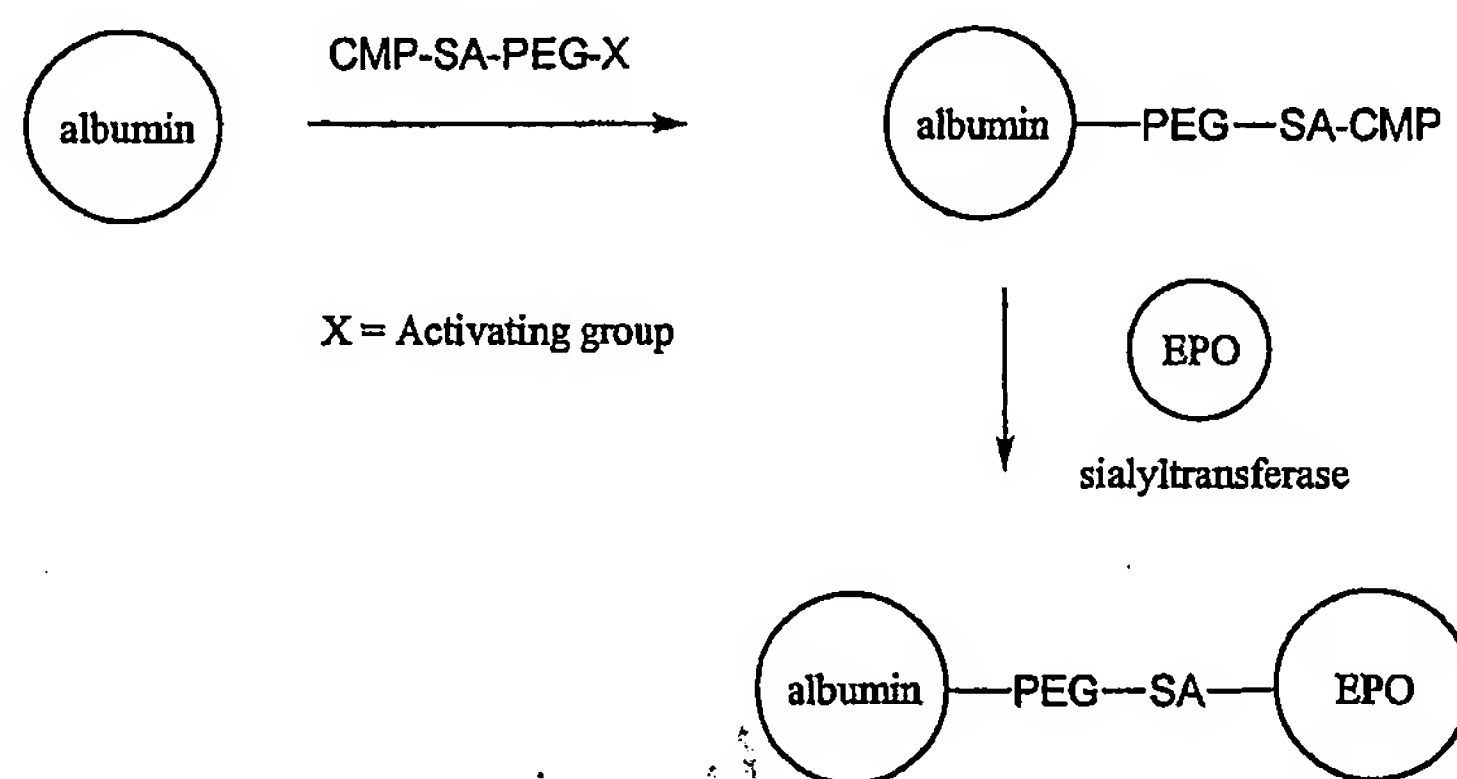 CMP-SA-PEG-X
albumin
albumin—PEG—SA-CMP
X = Activating group
EPO
sialyltransferase
albumin—PEG—SA—EPO